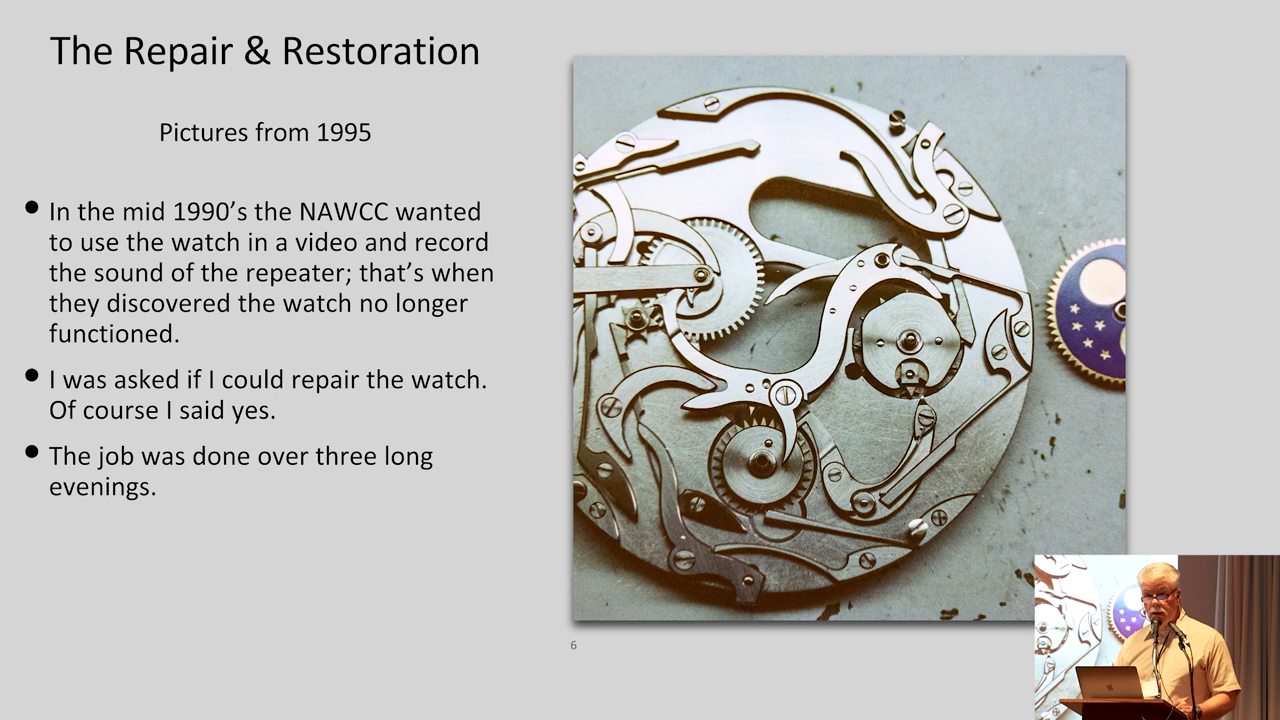 The Repair & Restoration
Pictures from 1995
• In the mid 1990’s the NAWCC wanted
to use the watch in a video and record
the sound of the repeater; that’s when
they discovered the watch no longer
functioned.
• I was asked if I could repair the watch.
Of course I said yes.
• The job was done over three long
evenings.
6